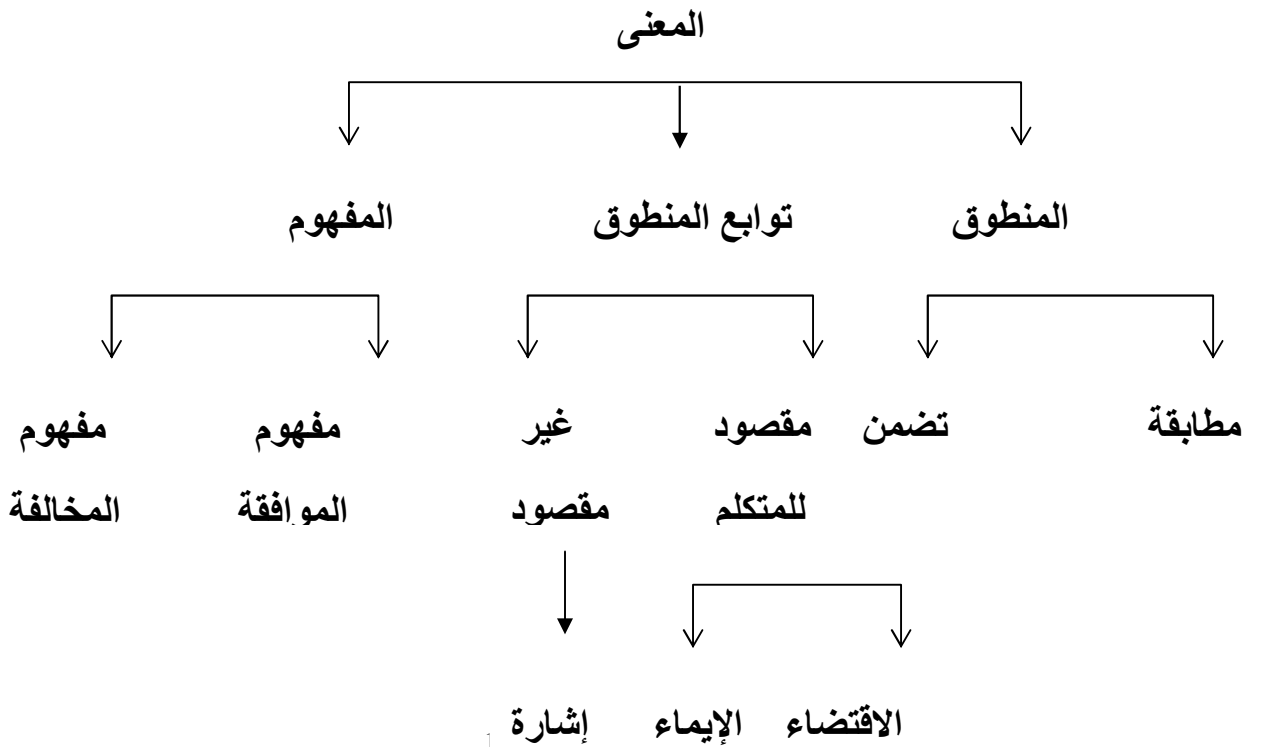 المعنى
المنطوق توابع المنطوق المفهوم
مطابقة تضمن مقصود غير مفهوم مفهوم
للمتكلم مقصود الموافقة المخالفة
الاقتضاء الإيماء إشارة